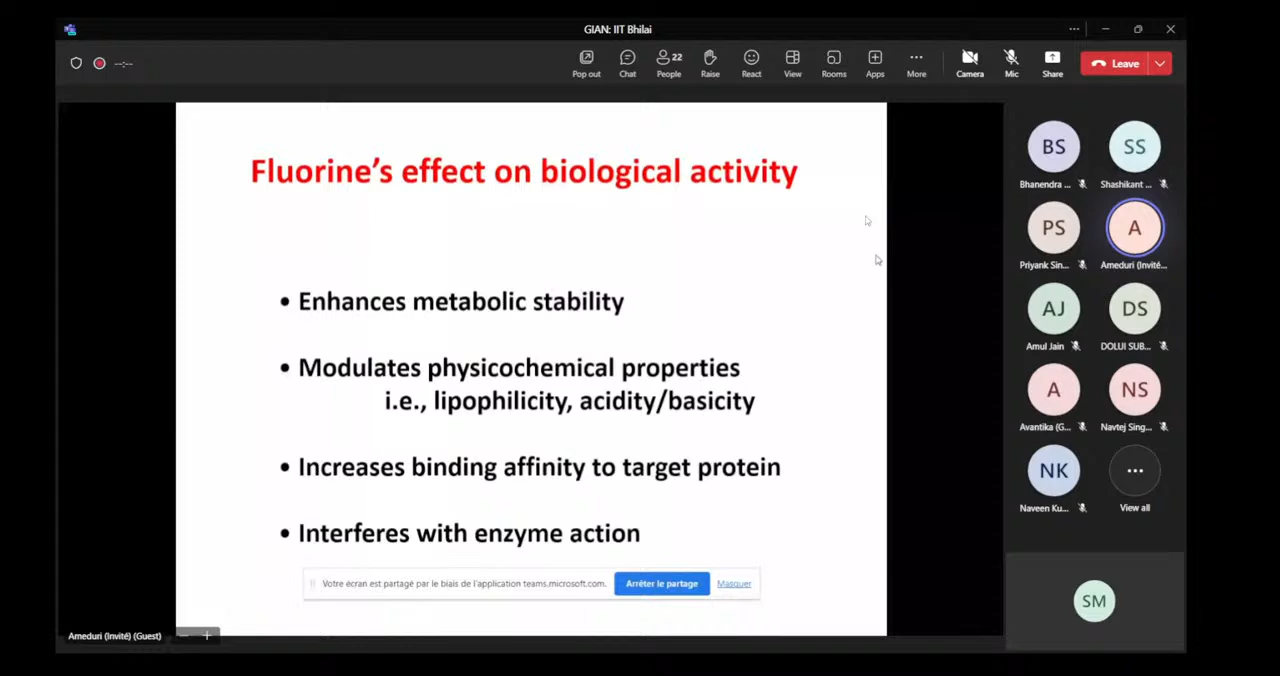 GIAN: IIT Bhilai
--:--
Pop out
Chat
22
People
Raise
React
View
Rooms
Apps
More
Camera
Mic
Share
Leave
Fluorine's effect on biological activity
• Enhances metabolic stability
• Modulates physicochemical properties
i.e., lipophilicity, acidity/basicity
• Increases binding affinity to target protein
• Interferes with enzyme action
Votre écran est partagé par le biais de l'application teams.microsoft.com.
Arrêter le partage
Masquer
Ameduri (Invité) (Guest)
BS
SS
Bhanendra ...
Shashikant ...
PS
A
Priyank Sin...
Ameduri (Invité...
AJ
DS
Amul Jain
DOLUI SUB...
A
NS
Avantika (G...
Navtej Sing...
NK
Naveen Ku...
View all
SM